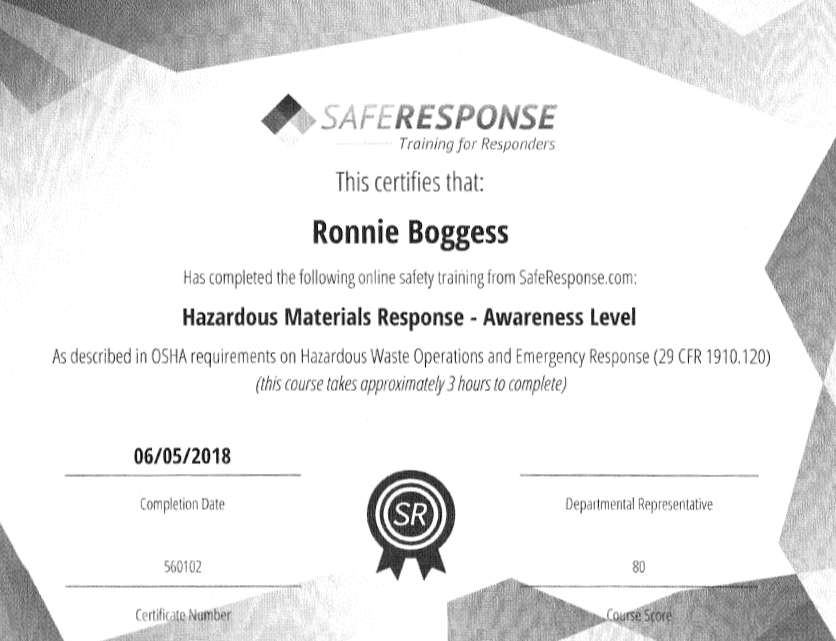 SAFERESPONSE
Training for Responders
This certifies that:
Ronnie Boggess
Has completed the following online safety training from SafeResponse.com:
Hazardous Materials Response - Awareness Level
As described in OSHA requirements on Hazardous Waste Operations and Emergency Response (29 CFR 1910.120)
(this course takes approximately 3 hours to complete)
06/05/2018
Completion Date
Departmental Representative
SR
560102
80
Certificate Number
Course Score